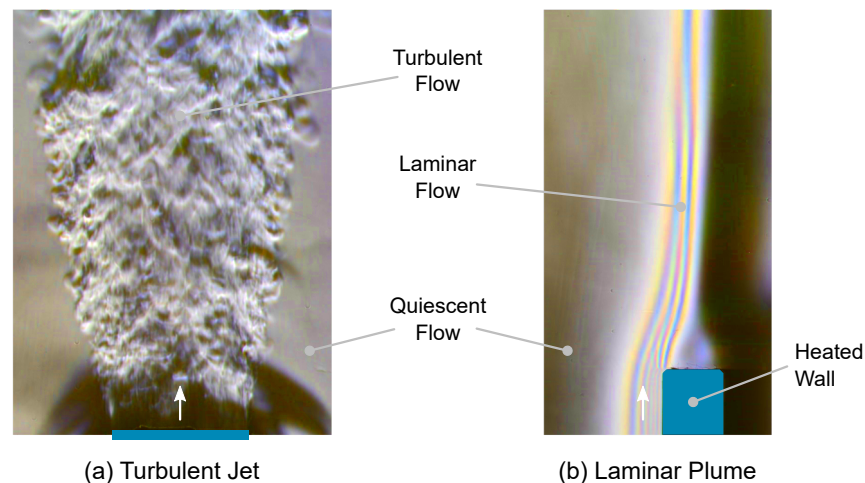 Turbulent
Flow
Laminar
Flow
Quiescent
Flow
Heated
Wall
(a) Turbulent Jet
(b) Laminar Plume